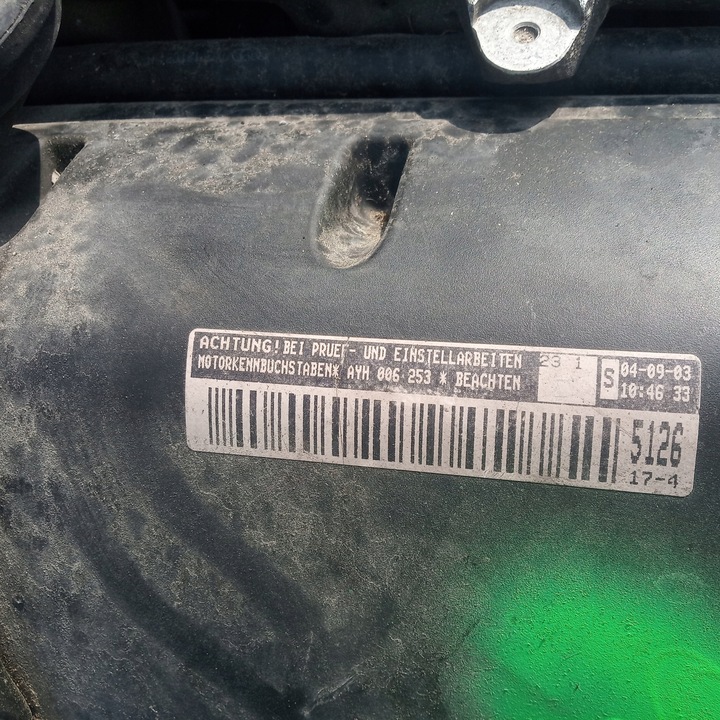 ACHTUNG! BEI PRUEF- UND EINSTELLARBEITEN
MOTORKENNBUCHSTABEN* AYH 006 253 * BEACHTEN
23 1
S
04-09-03
10:46 33
5126
17-4